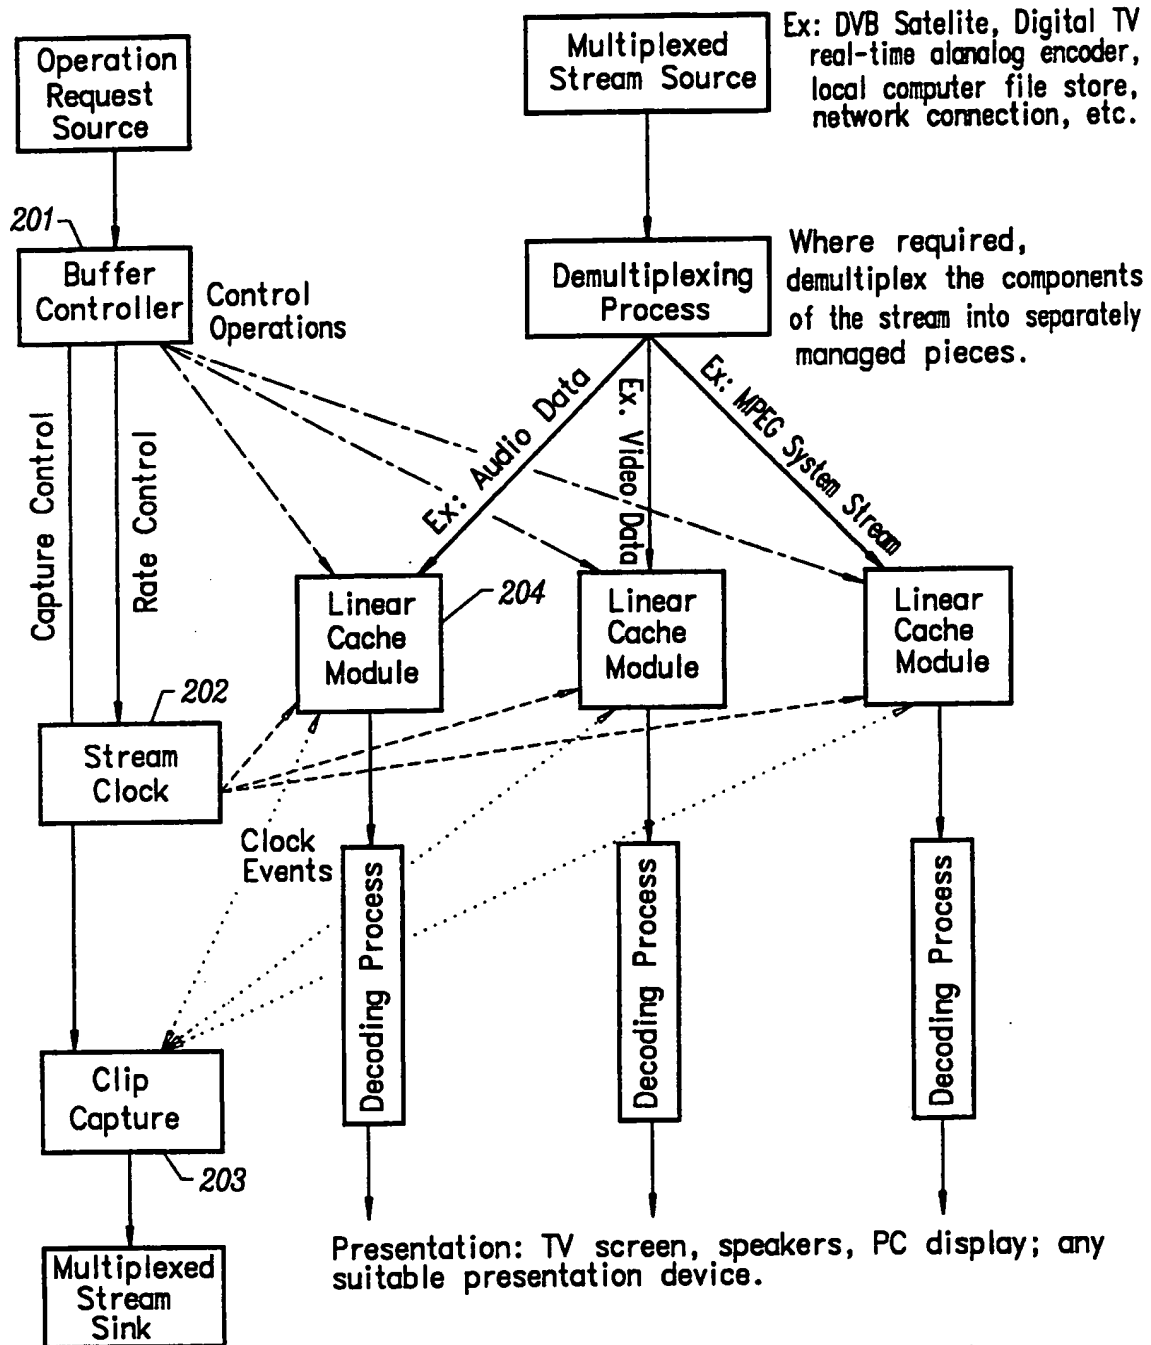 Operation
Request
Source
Multiplexed
Stream Source
Ex: DVB Satelite, Digital TV
real-time alanalog encoder,
local computer file store,
network connection, etc.
201
Buffer
Controller
Control
Operations
Demultiplexing
Process
Where required,
demultiplex the components
of the stream into separately
managed pieces.
Capture Control
Rate Control
Ex: Audio Data
Ex. Video Data
Ex: MPEG System Stream
Linear
Cache
Module
204
Linear
Cache
Module
Linear
Cache
Module
202
Stream
Clock
Clock
Events
Decoding Process
Decoding Process
Decoding Process
Clip
Capture
203
Multiplexed
Stream
Sink
Presentation: TV screen, speakers, PC display; any
suitable presentation device.